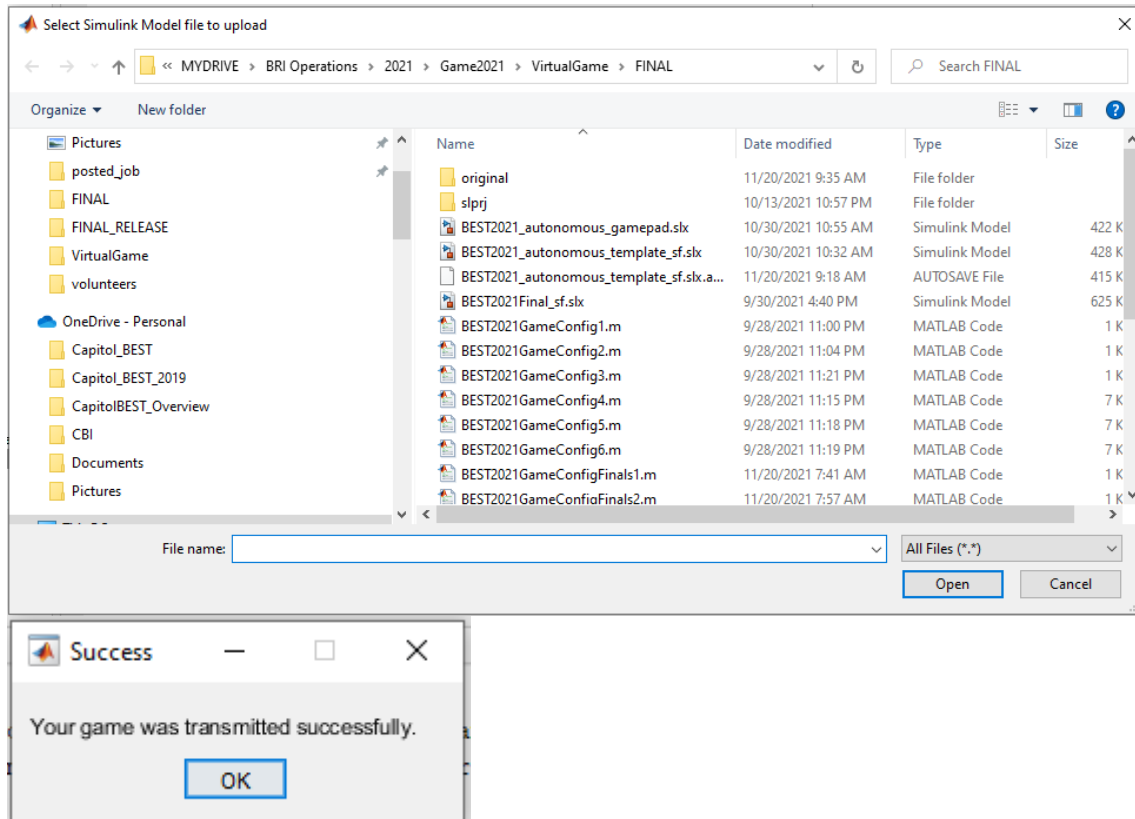 Select Simulink Model file to upload
« MYDRIVE > BRI Operations > 2021 > Game2021 > VirtualGame > FINAL
Search FINAL
Organize New folder
Name Date modified Type Size
Pictures
posted_job
FINAL
FINAL_RELEASE
VirtualGame
volunteers
OneDrive - Personal
Capitol_BEST
Capitol_BEST_2019
CapitolBEST_Overview
CBI
Documents
Pictures
original 11/20/2021 9:35 AM File folder
slprj 10/13/2021 10:57 PM File folder
BEST2021_autonomous_gamepad.slx 10/30/2021 10:55 AM Simulink Model 422 K
BEST2021_autonomous_template_sf.slx 10/30/2021 10:32 AM Simulink Model 428 K
BEST2021_autonomous_template_sf.slx.a... 11/20/2021 9:18 AM AUTOSAVE File 415 K
BEST2021Final_sf.slx 9/30/2021 4:40 PM Simulink Model 625 K
BEST2021GameConfig1.m 9/28/2021 11:00 PM MATLAB Code 1 K
BEST2021GameConfig2.m 9/28/2021 11:04 PM MATLAB Code 1 K
BEST2021GameConfig3.m 9/28/2021 11:21 PM MATLAB Code 1 K
BEST2021GameConfig4.m 9/28/2021 11:15 PM MATLAB Code 7 K
BEST2021GameConfig5.m 9/28/2021 11:18 PM MATLAB Code 7 K
BEST2021GameConfig6.m 9/28/2021 11:19 PM MATLAB Code 7 K
BEST2021GameConfigFinals1.m 11/20/2021 7:41 AM MATLAB Code 1 K
BEST2021GameConfigFinals2.m 11/20/2021 7:57 AM MATLAB Code 1 K
File name: All Files (*.*)
Open Cancel
Success
Your game was transmitted successfully.
OK